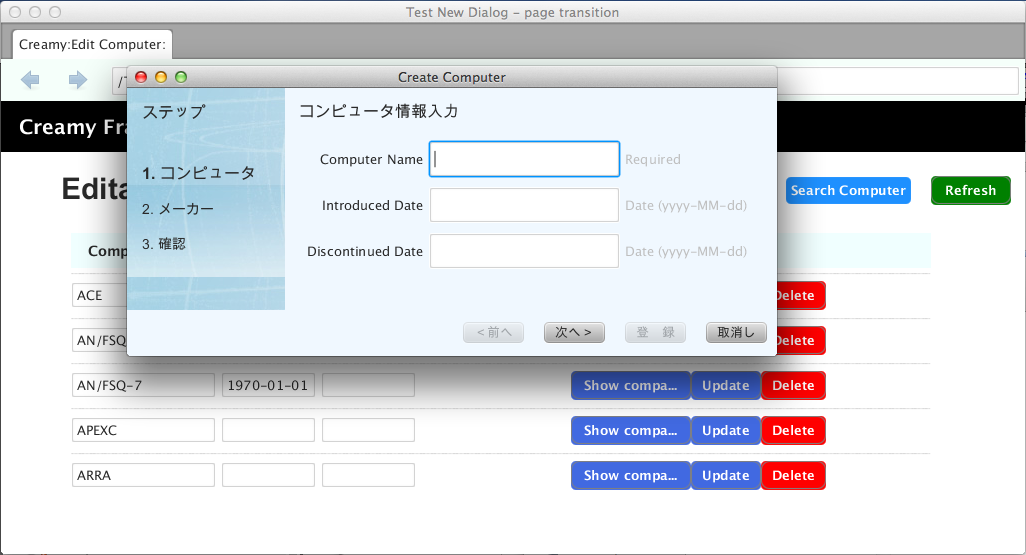 Test New Dialog – page transition
Creamy:Edit Computer:
Create Computer
ステップ
1. コンピュータ
2. メーカー
3. 確認
コンピュータ情報入力
Computer Name Required
Introduced Date Date (yyyy-MM-dd)
Discontinued Date Date (yyyy-MM-dd)
<前へ 次へ> 登 録 取消し
Creamy Fra
Edita
Search Computer Refresh
Comp
ACE Delete
AN/FSQ Delete
AN/FSQ-7 1970-01-01 Show compa... Update Delete
APEXC Show compa... Update Delete
ARRA Show compa... Update Delete